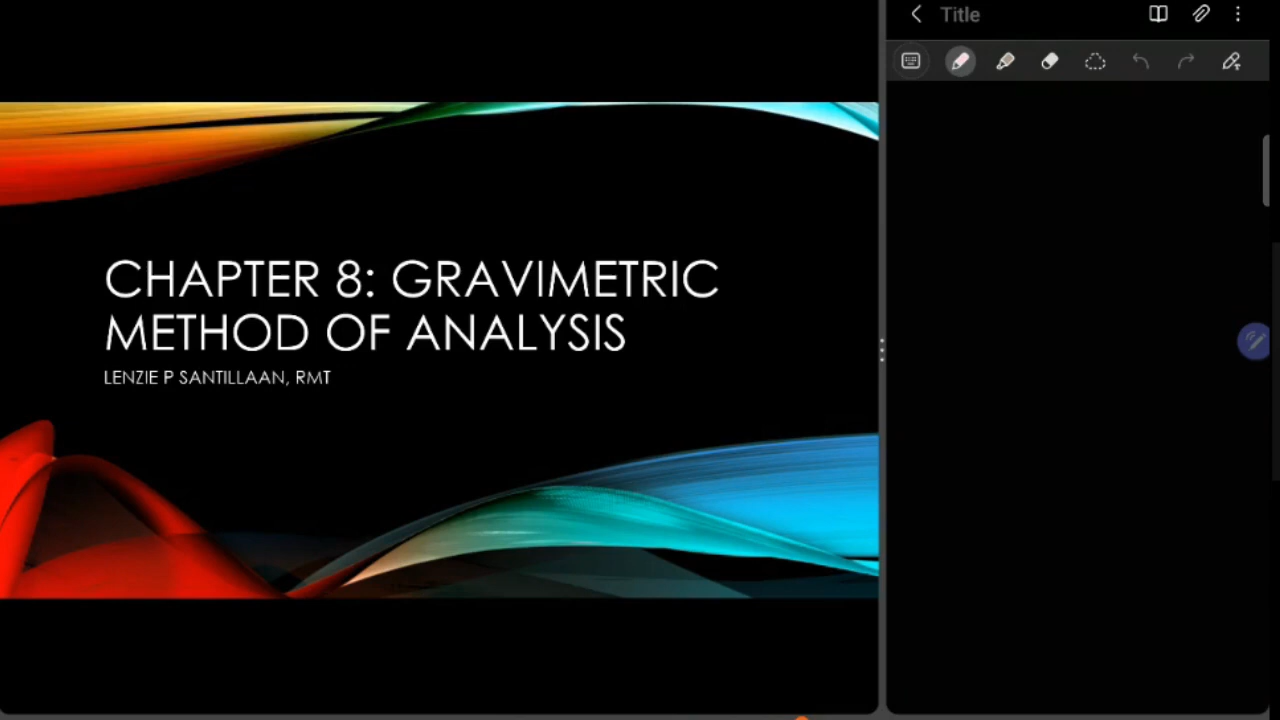 CHAPTER 8: GRAVIMETRIC
METHOD OF ANALYSIS
LENZIE P SANTILLAAN, RMT
Title